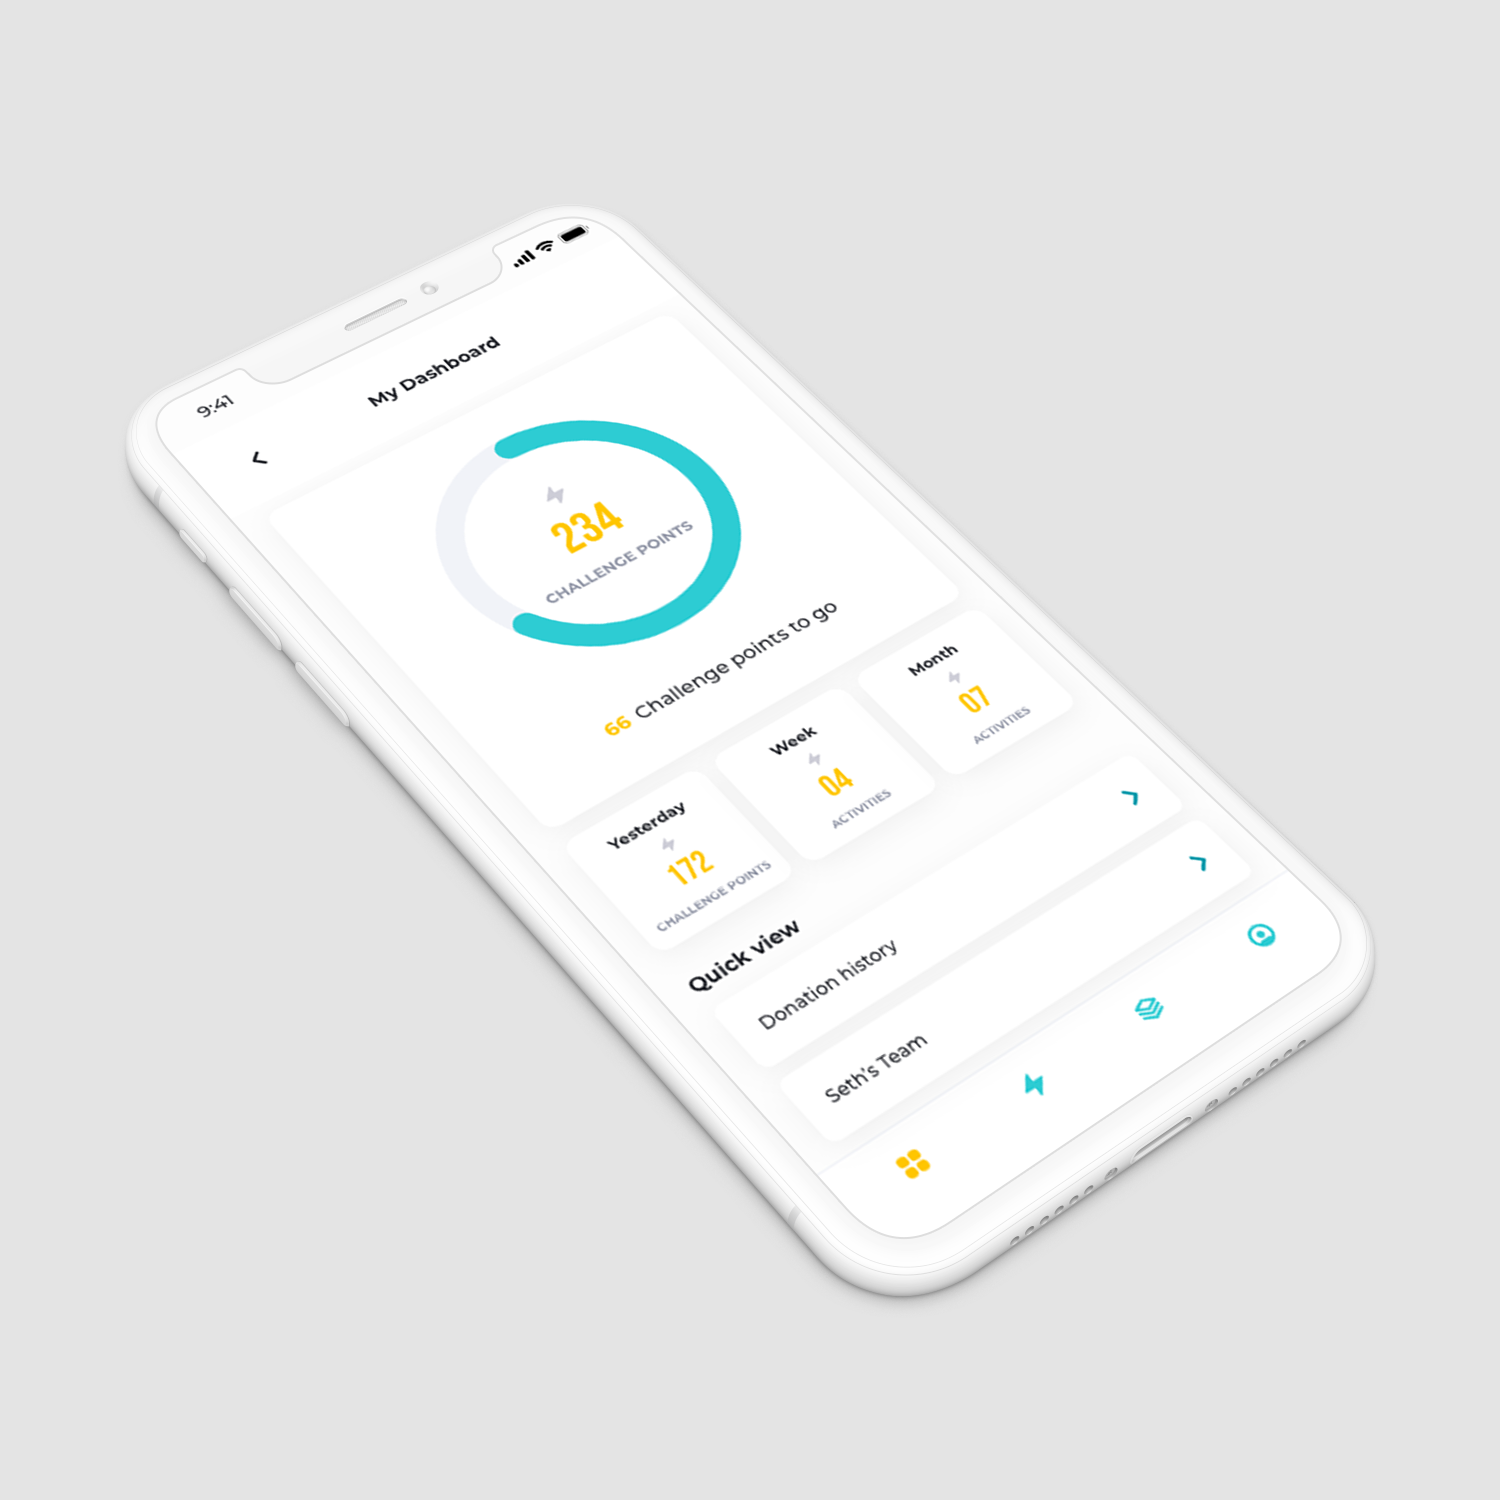 9:41
My Dashboard
234
CHALLENGE POINTS
66 Challenge points to go
Yesterday
172
CHALLENGE POINTS
Week
04
ACTIVITIES
Month
07
ACTIVITIES
Quick view
Donation history
Seth's Team